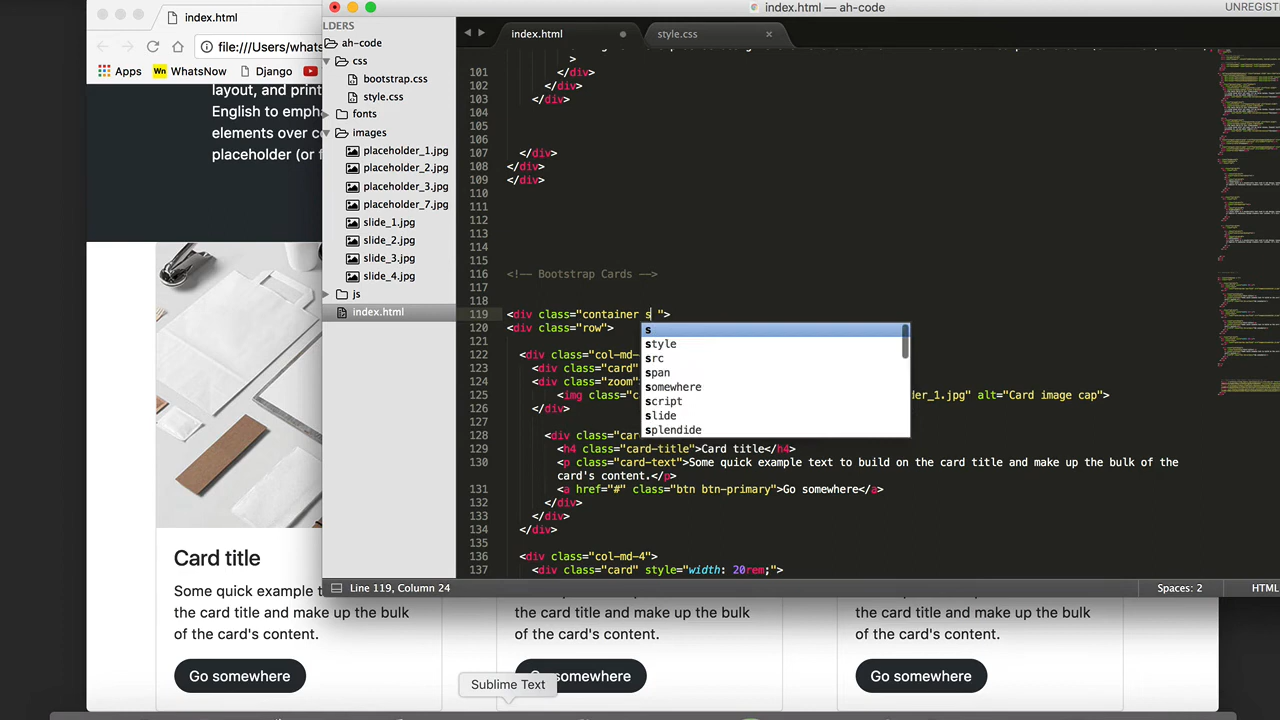 index.html — ah-code
UNREGIST
index.html
file:///Users/whats
Apps
WhatsNow
Django
layout, and prin
English to empha
elements over co
placeholder (or f
Card title
Some quick example t
the card title and make up the bulk
of the card's content.
Go somewhere
the card title and make up the bulk
of the card's content.
Go somewhere
the card title and make up the bulk
of the card's content.
Go somewhere
Sublime Text
LDERS
ah-code
css
bootstrap.css
style.css
fonts
images
placeholder_1.jpg
placeholder_2.jpg
placeholder_3.jpg
placeholder_7.jpg
slide_1.jpg
slide_2.jpg
slide_3.jpg
slide_4.jpg
js
index.html
index.html
style.css
>
101 </div>
102 </div>
103 </div>
104
105
106
107 </div>
108 </div>
109 </div>
110
111
112
113
114
115
116 <!-- Bootstrap Cards -->
117
118
119 <div class="container s ">
120 <div class="row">
121
122 <div class="col-md-
123 <div class="card"
124 <div class="zoom"
125 <img class="c
er_1.jpg" alt="Card image cap">
126 </div>
128 <div class="car
129 <h4 class="card-title">Card title</h4>
130 <p class="card-text">Some quick example text to build on the card title and make up the bulk of the
card's content.</p>
131 <a href="#" class="btn btn-primary">Go somewhere</a>
132 </div>
133 </div>
134 </div>
135
136 <div class="col-md-4">
137 <div class="card" style="width: 20rem;">
s
style
src
span
somewhere
script
slide
splendide
Line 119, Column 24
Spaces: 2
HTML